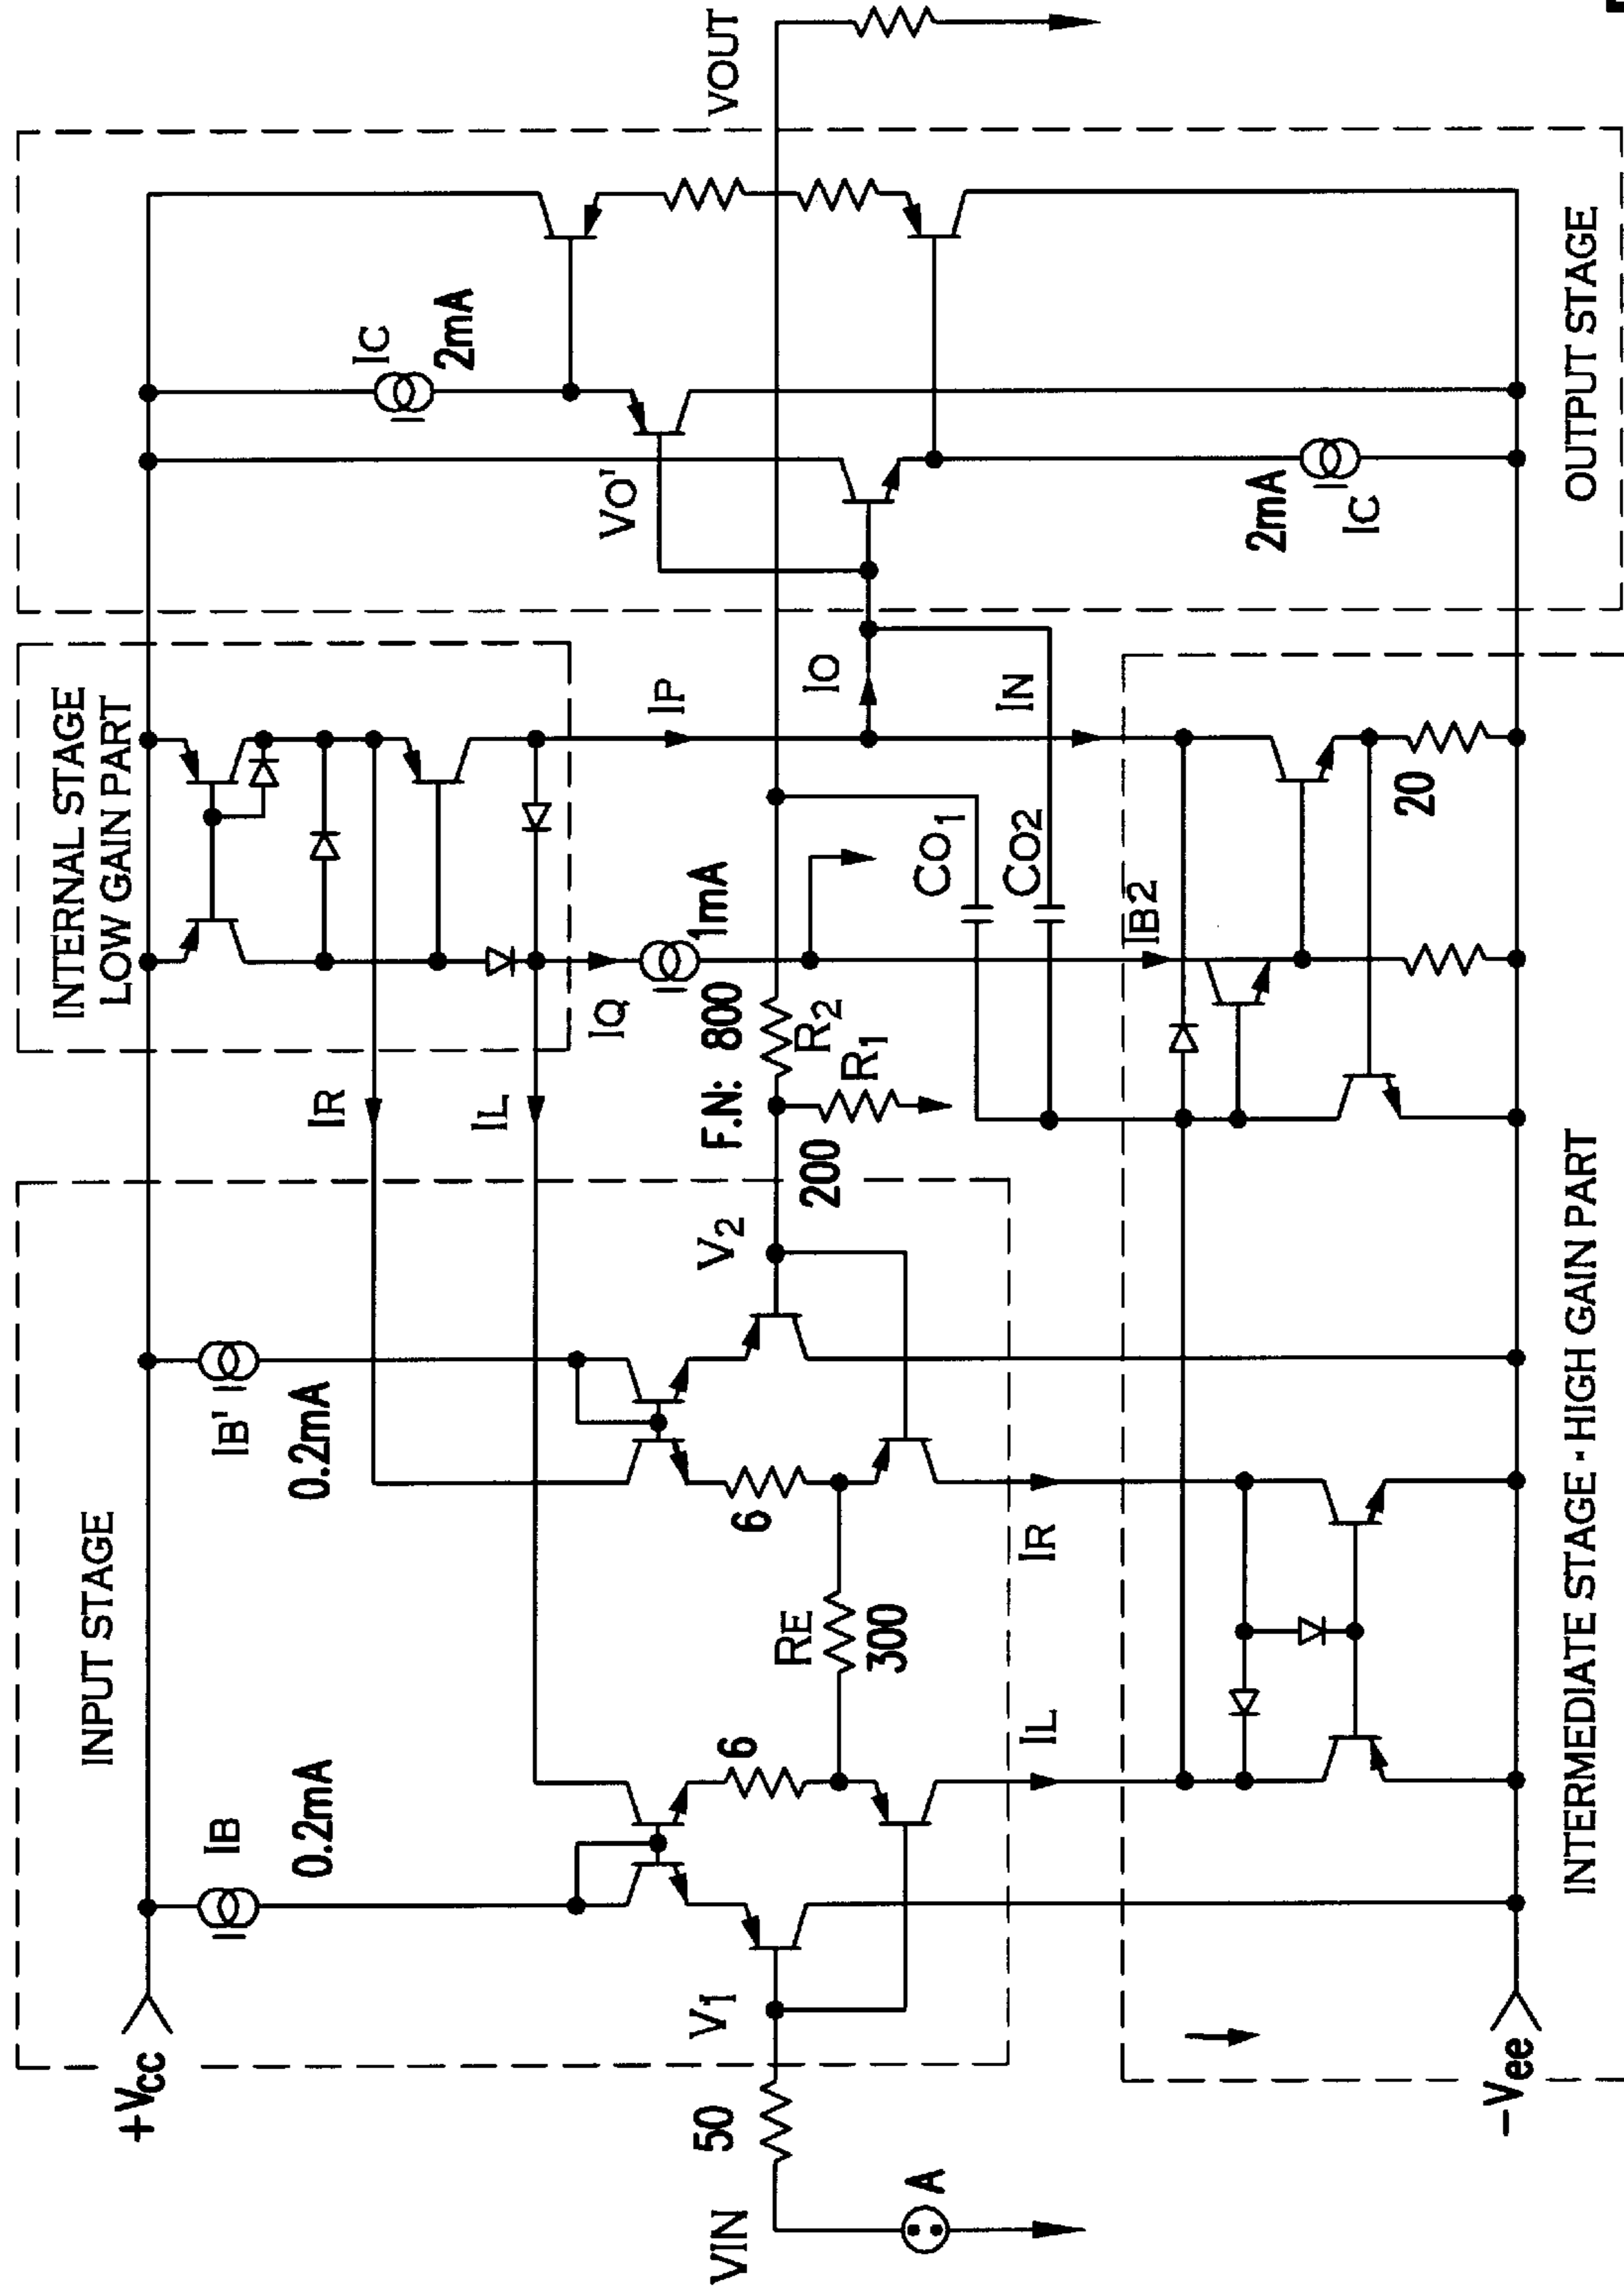 INPUT STAGE
INTERNAL STAGE
LOW GAIN PART
+Vcc
IB
0.2mA
IB'
0.2mA
IR
IL
IQ
1mA
IP
IC
2mA
VO'
VOUT
VIN
50
A
V1
6
RE
300
6
V2
F.N: 800
R2
R1
200
IO
CO1
CO2
IN
IB2
20
2mA
IC
IL
IR
-Vee
INTERMEDIATE STAGE - HIGH GAIN PART
OUTPUT STAGE